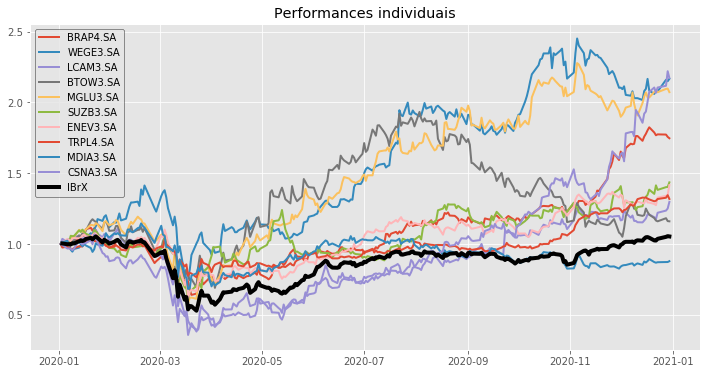 Performances individuais
2.5
2.0
1.5
1.0
0.5
BRAP4.SA
WEGE3.SA
LCAM3.SA
BTOW3.SA
MGLU3.SA
SUZB3.SA
ENEV3.SA
TRPL4.SA
MDIA3.SA
CSNA3.SA
IBrX
2020-01 2020-03 2020-05 2020-07 2020-09 2020-11 2021-01